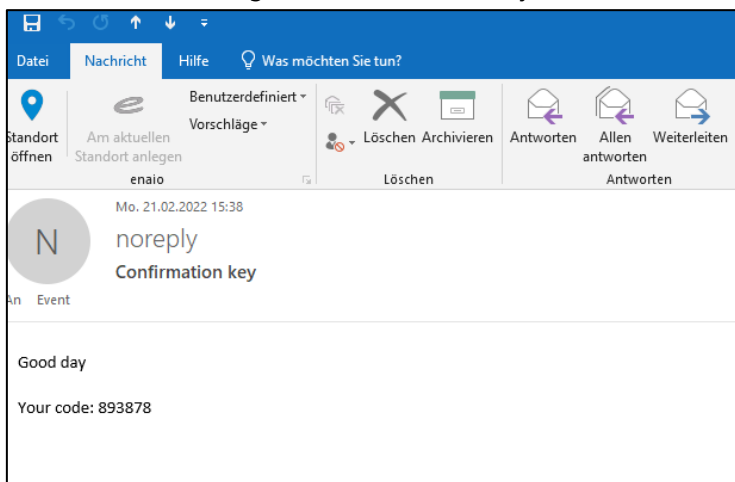 Datei Nachricht Hilfe Was möchten Sie tun?
Standort öffnen
Am aktuellen Standort anlegen
Benutzerdefiniert
Vorschläge
enaio
Löschen Archivieren
Löschen
Antworten Allen antworten Weiterleiten
Antworten
Mo. 21.02.2022 15:38
N
noreply
Confirmation key
An Event
Good day
Your code: 893878